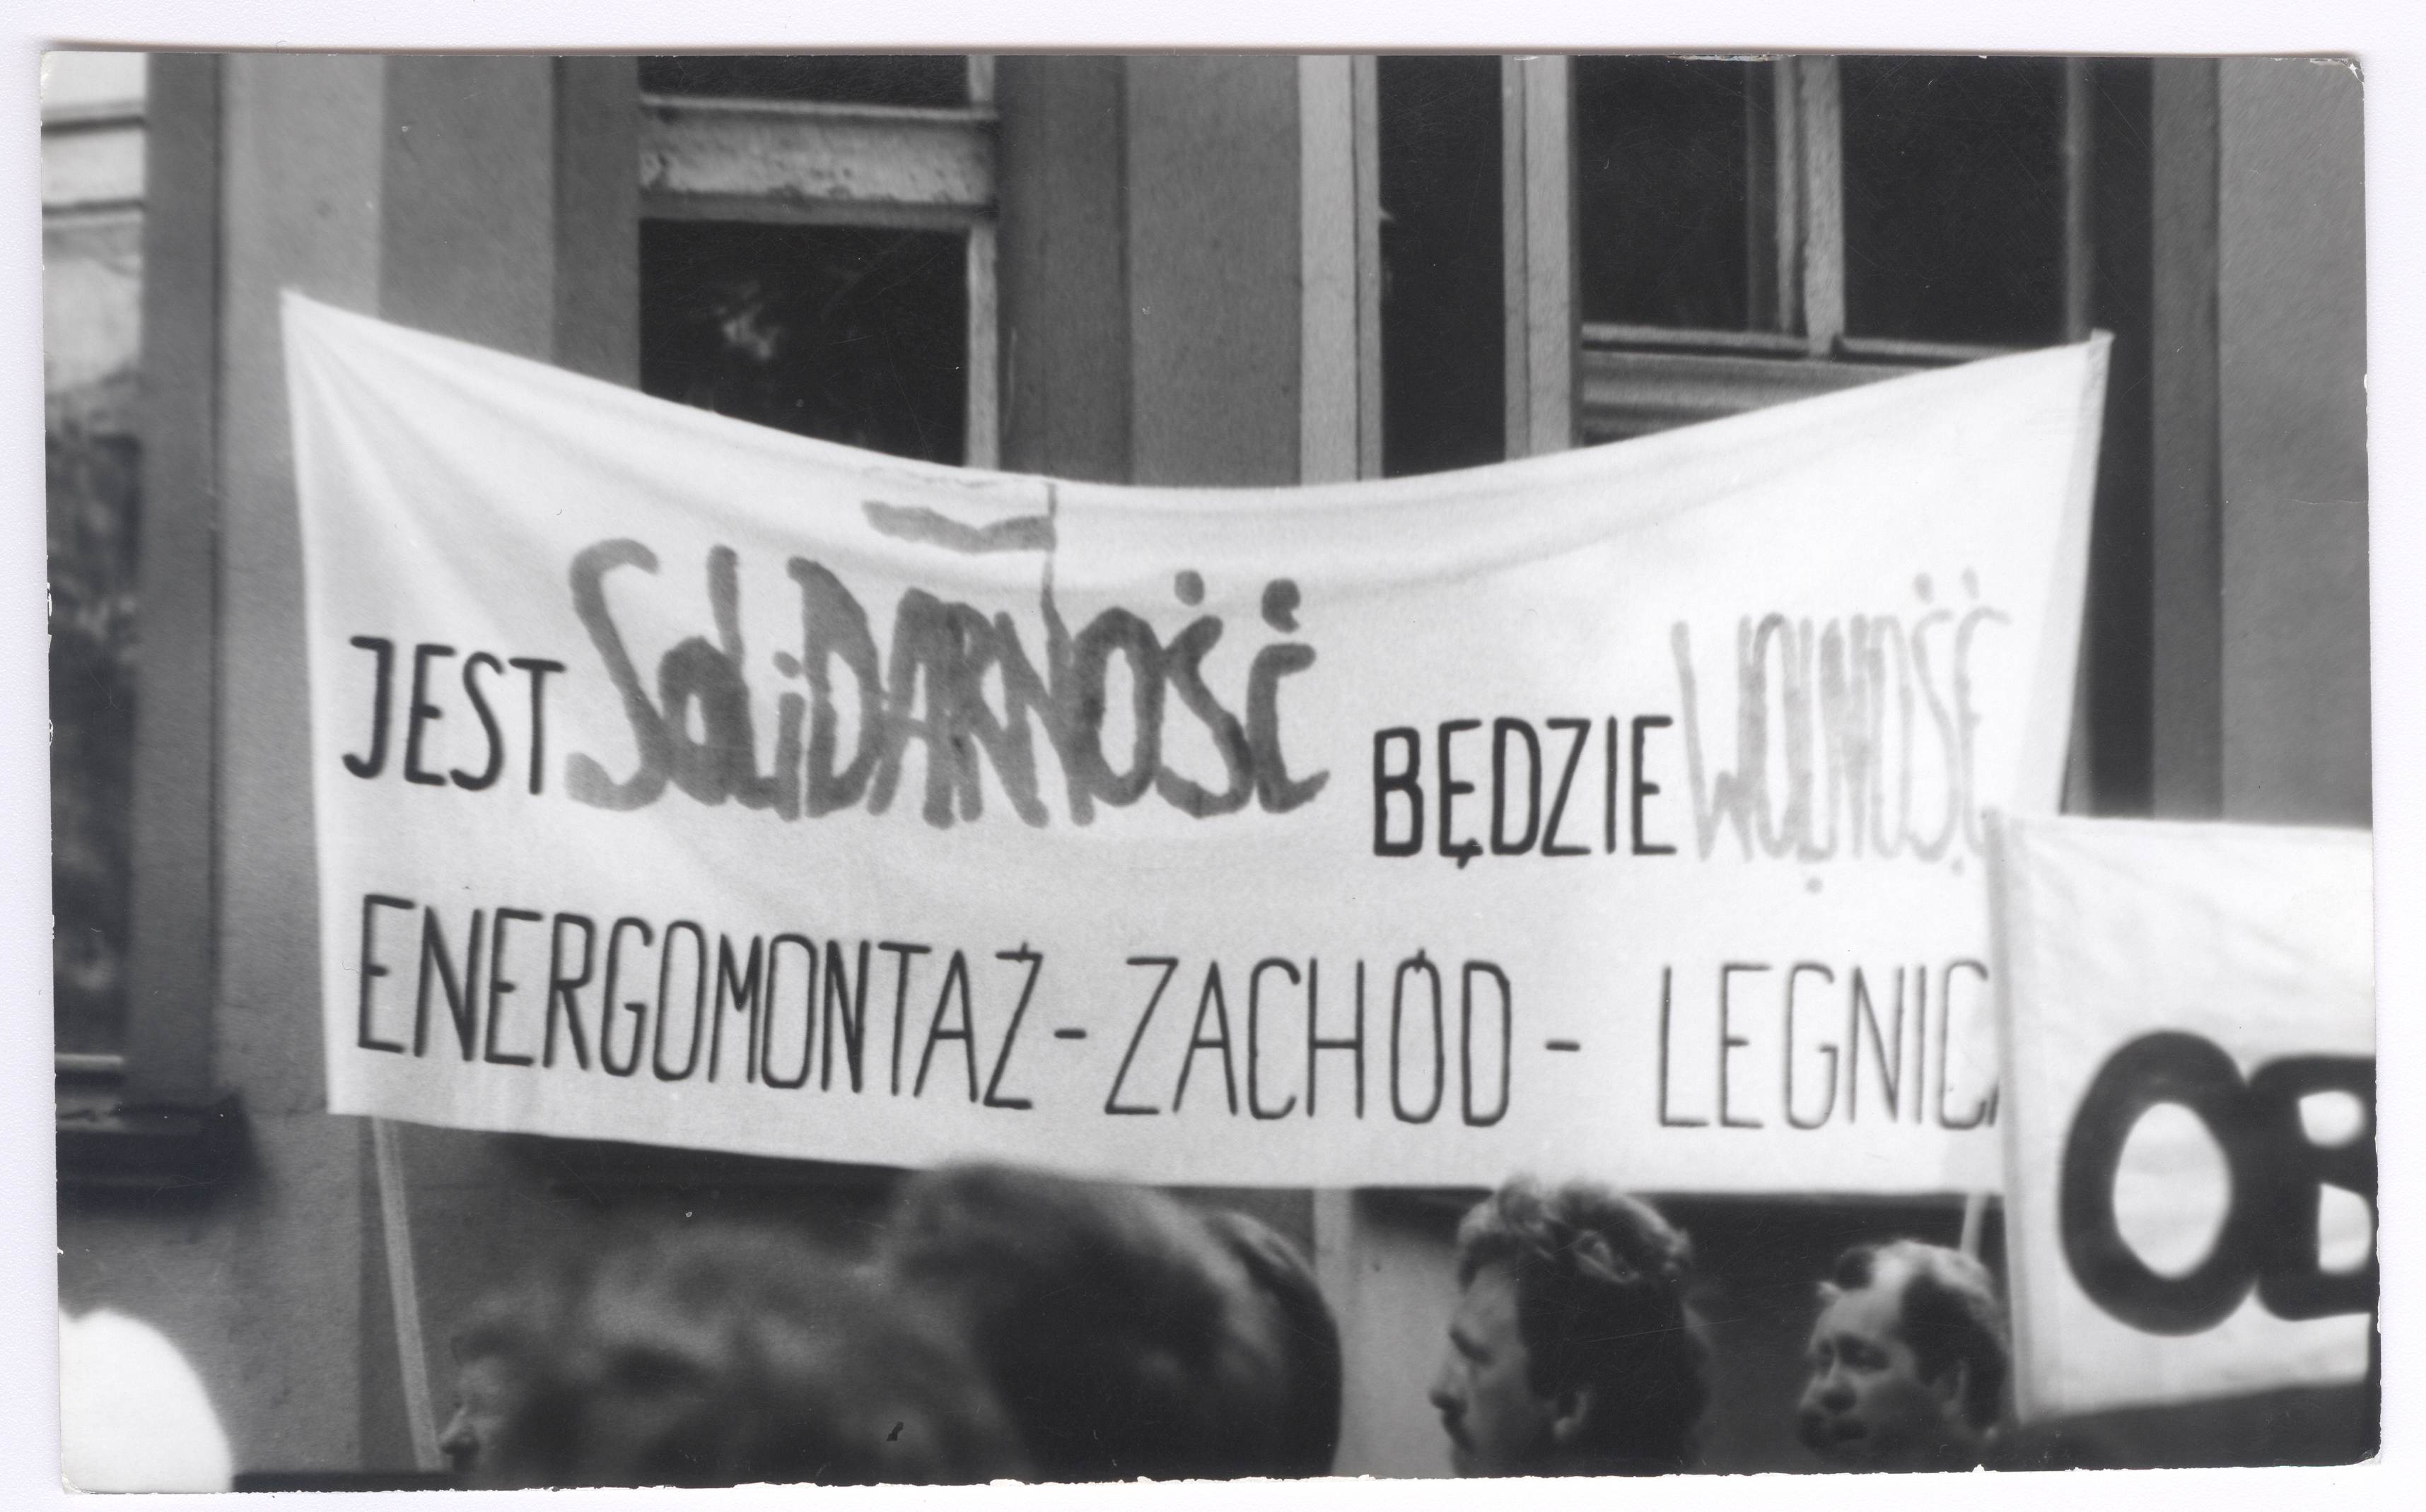 JEST SOLIDARNOŚĆ BĘDZIE WOLNOŚĆ
ENERGOMONTAŻ - ZACHÓD - LEGNICA
OB